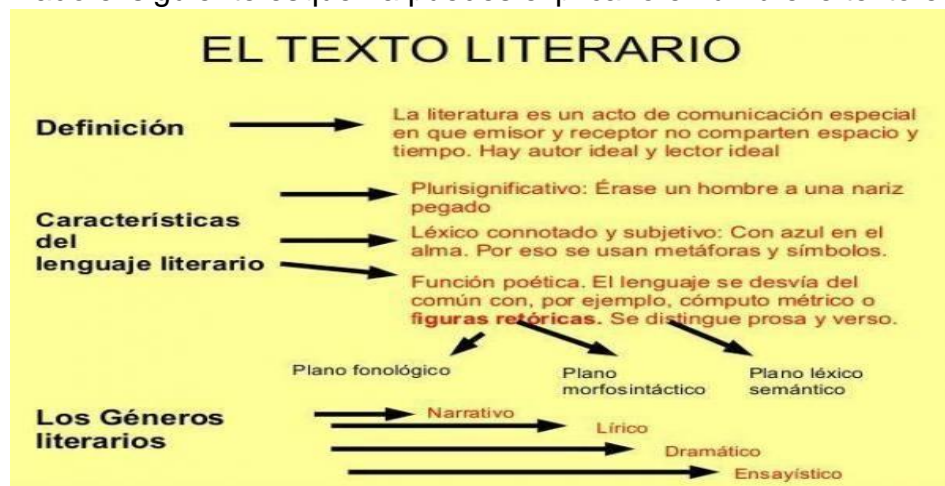 EL TEXTO LITERARIO
Definición
La literatura es un acto de comunicación especial
en que emisor y receptor no comparten espacio y
tiempo. Hay autor ideal y lector ideal
Características
del
lenguaje literario
Plurisignificativo: Érase un hombre a una nariz
pegado
Léxico connotado y subjetivo: Con azul en el
alma. Por eso se usan metáforas y símbolos.
Función poética. El lenguaje se desvía del
común con, por ejemplo, cómputo métrico o
figuras retóricas. Se distingue prosa y verso.
Plano fonológico
Plano
morfosintáctico
Plano léxico
semántico
Los Géneros
literarios
Narrativo
Lírico
Dramático
Ensayístico